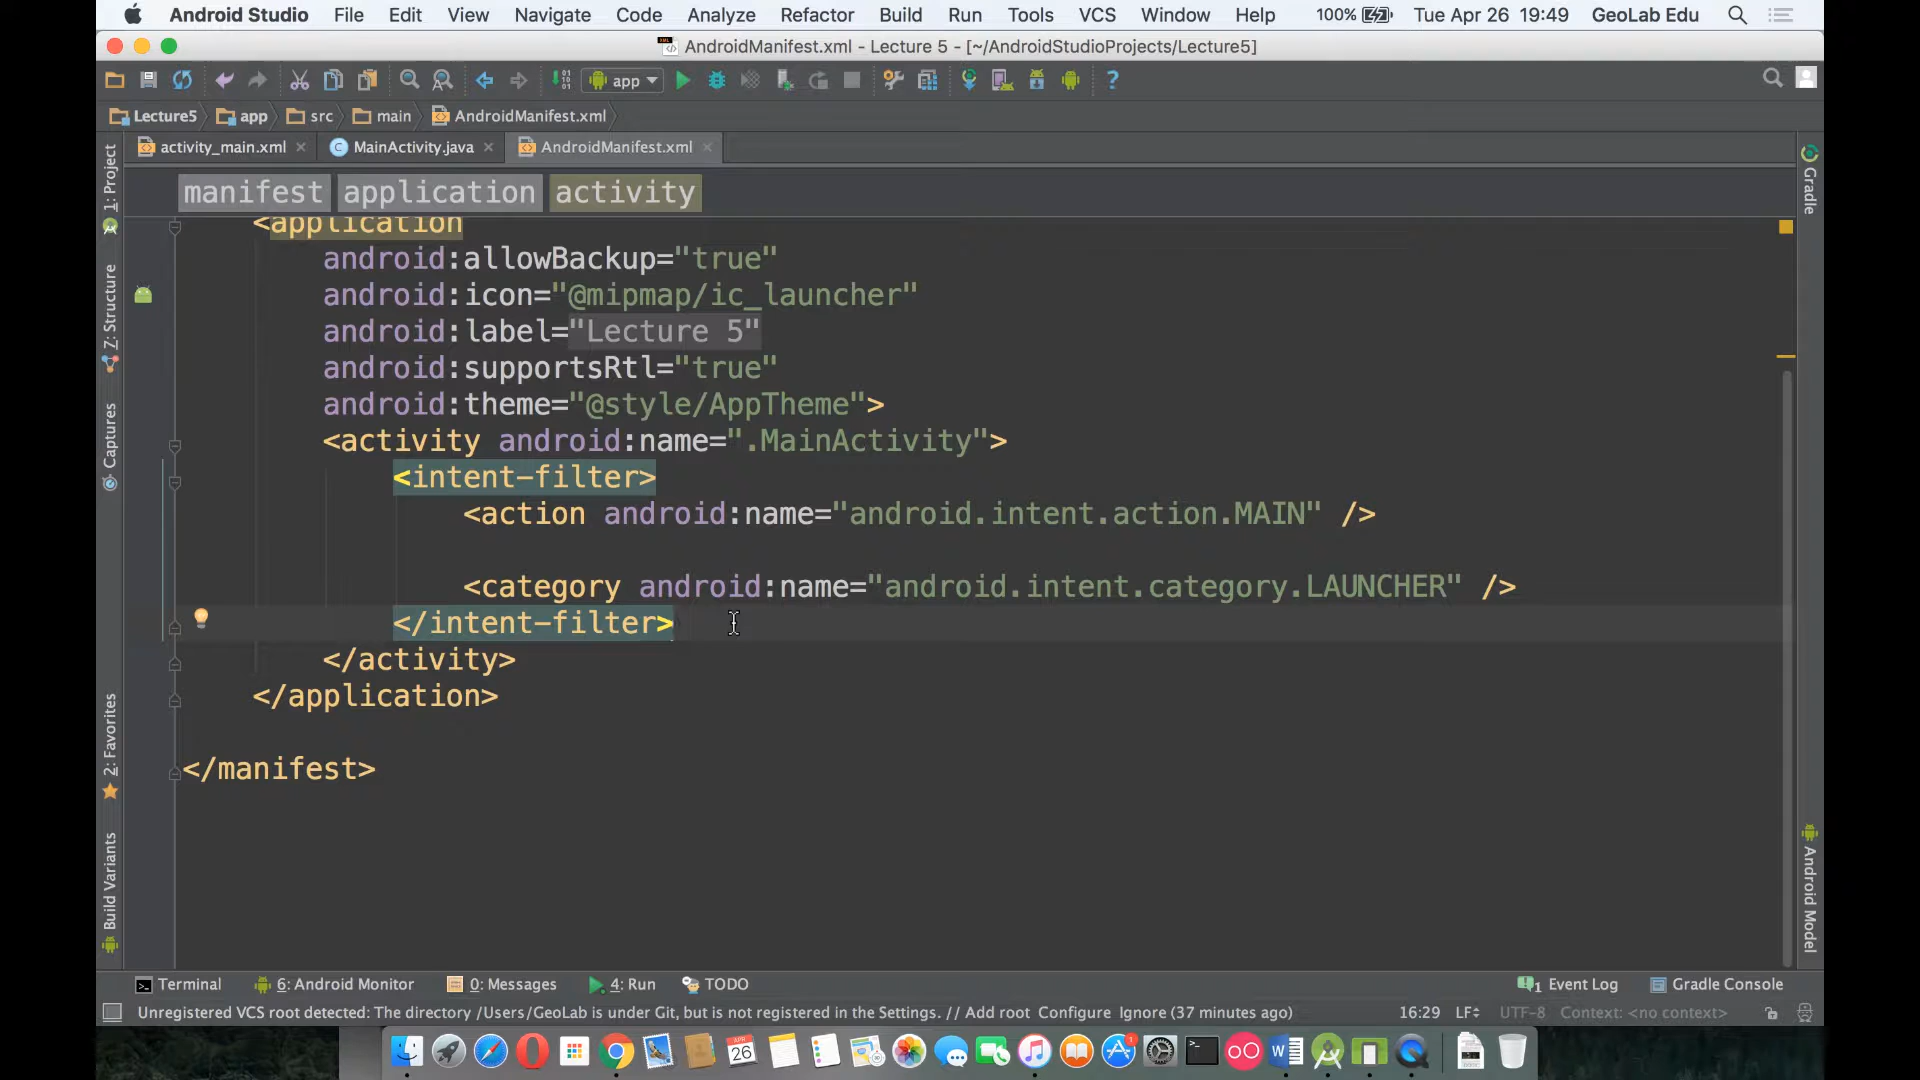 Android Studio File Edit View Navigate Code Analyze Refactor Build Run Tools VCS Window Help 100% Tue Apr 26 19:49 GeoLab Edu
AndroidManifest.xml - Lecture 5 - [~/AndroidStudioProjects/Lecture5]
app ?
Lecture5 app src main AndroidManifest.xml
activity_main.xml MainActivity.java AndroidManifest.xml
manifest application activity
<application
android:allowBackup="true"
android:icon="@mipmap/ic_launcher"
android:label="Lecture 5"
android:supportsRtl="true"
android:theme="@style/AppTheme">
<activity android:name=".MainActivity">
<intent-filter>
<action android:name="android.intent.action.MAIN" />
<category android:name="android.intent.category.LAUNCHER" />
</intent-filter>
</activity>
</application>
</manifest>
1: Project
7: Structure
Captures
2: Favorites
Build Variants
Gradle
Android Model
Terminal 6: Android Monitor 0: Messages 4: Run TODO 1 Event Log Gradle Console
Unregistered VCS root detected: The directory /Users/GeoLab is under Git, but is not registered in the Settings. // Add root Configure Ignore (37 minutes ago) 16:29 LF UTF-8 Context: <no context>
APR 26 1 W